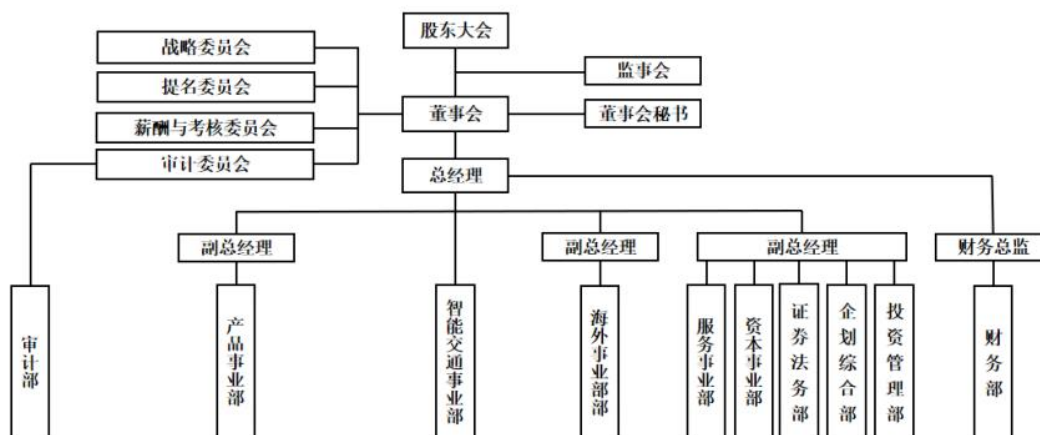 股东大会
战略委员会
监事会
提名委员会
董事会
董事会秘书
薪酬与考核委员会
审计委员会
总经理
副总经理
副总经理
副总经理
财务总监
审计部
产品事业部
智能交通事业部
海外事业部部
服务事业部
资本事业部
证券法务部
企划综合部
投资管理部
财务部